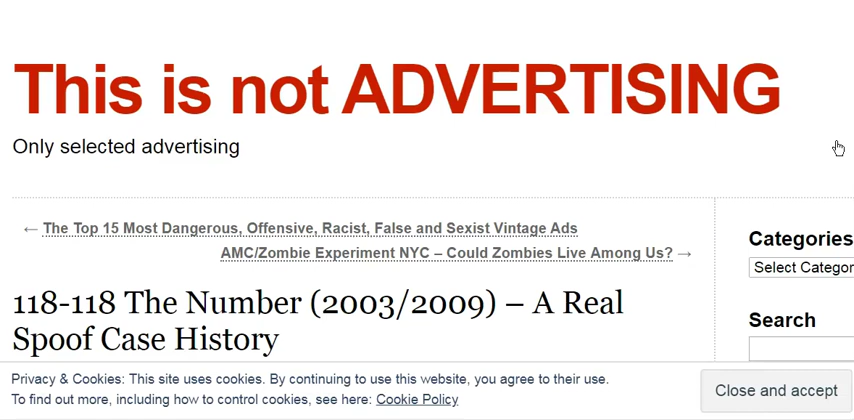 This is not ADVERTISING
Only selected advertising
← The Top 15 Most Dangerous, Offensive, Racist, False and Sexist Vintage Ads
AMC/Zombie Experiment NYC – Could Zombies Live Among Us? →
118-118 The Number (2003/2009) – A Real
Spoof Case History
Categories
Select Categor
Search
Privacy & Cookies: This site uses cookies. By continuing to use this website, you agree to their use.
To find out more, including how to control cookies, see here: Cookie Policy
Close and accept